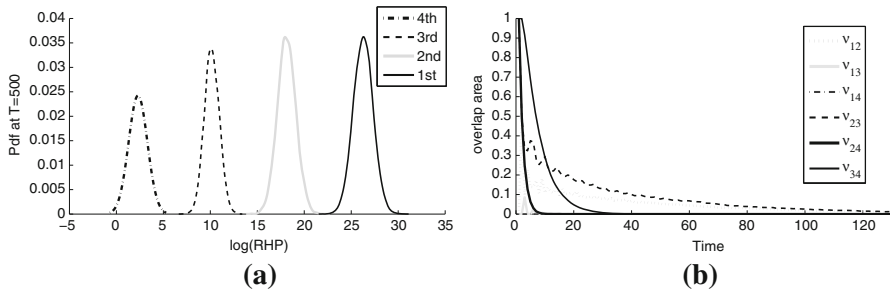 0.04
0.035
0.03
0.025
0.02
0.015
0.01
0.005
0
Pdf at T=500
−5 0 5 10 15 20 25 30 35
log(RHP)
4th
3rd
2nd
1st
(a)
1
0.9
0.8
0.7
0.6
0.5
0.4
0.3
0.2
0.1
0
overlap area
0 20 40 60 80 100 120
Time
ν12
ν13
ν14
ν23
ν24
ν34
(b)